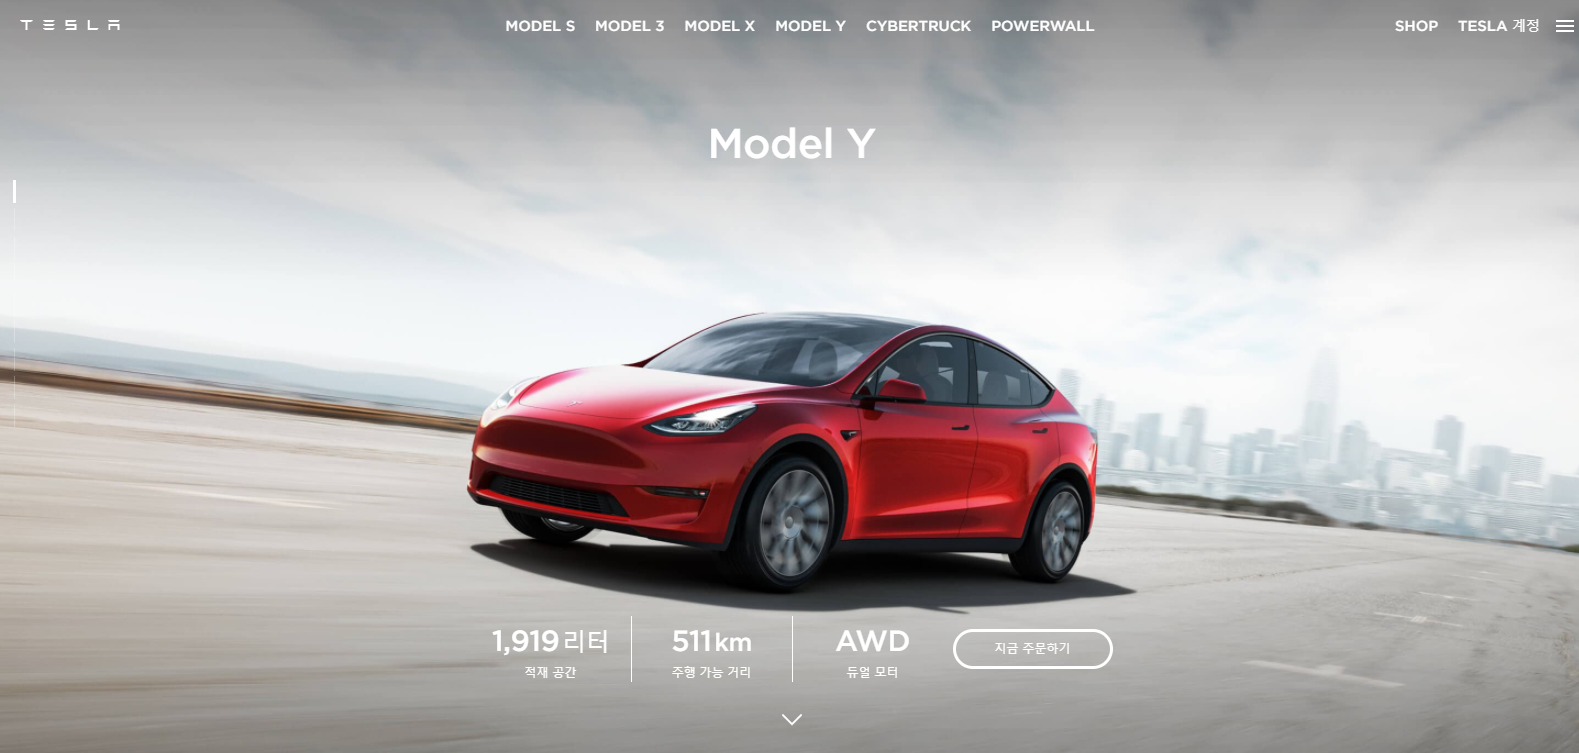 TESLA MODEL S MODEL 3 MODEL X MODEL Y CYBERTRUCK POWERWALL SHOP TESLA 계정
Model Y
1,919 리터 511 km AWD 지금 주문하기
적재 공간 주행 가능 거리 듀얼 모터